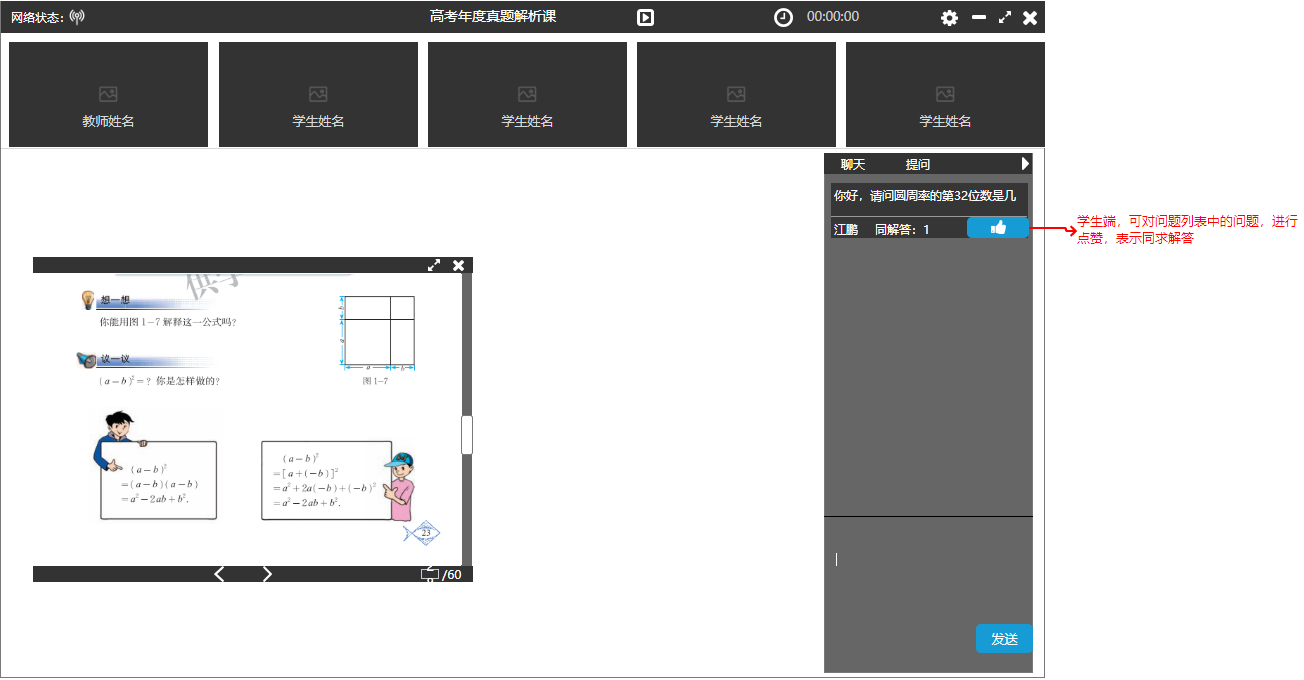 网络状态：
高考年度真题解析课
00:00:00
教师姓名
学生姓名
学生姓名
学生姓名
学生姓名
聊天 提问
你好，请问圆周率的第32位数是几
江鹏 同解答：1
学生端，可对问题列表中的问题，进行
点赞，表示同求解答
想一想
你能用图 1-7 解释这一公式吗？
议一议
(a-b)²=？你是怎样做的？
b
a
a b
图 1-7
(a-b)²
=(a-b)(a-b)
=a²-2ab+b².
(a-b)²
=[a+(-b)]²
=a²+2a(-b)+(-b)²
=a²-2ab+b².
23
/60
发送